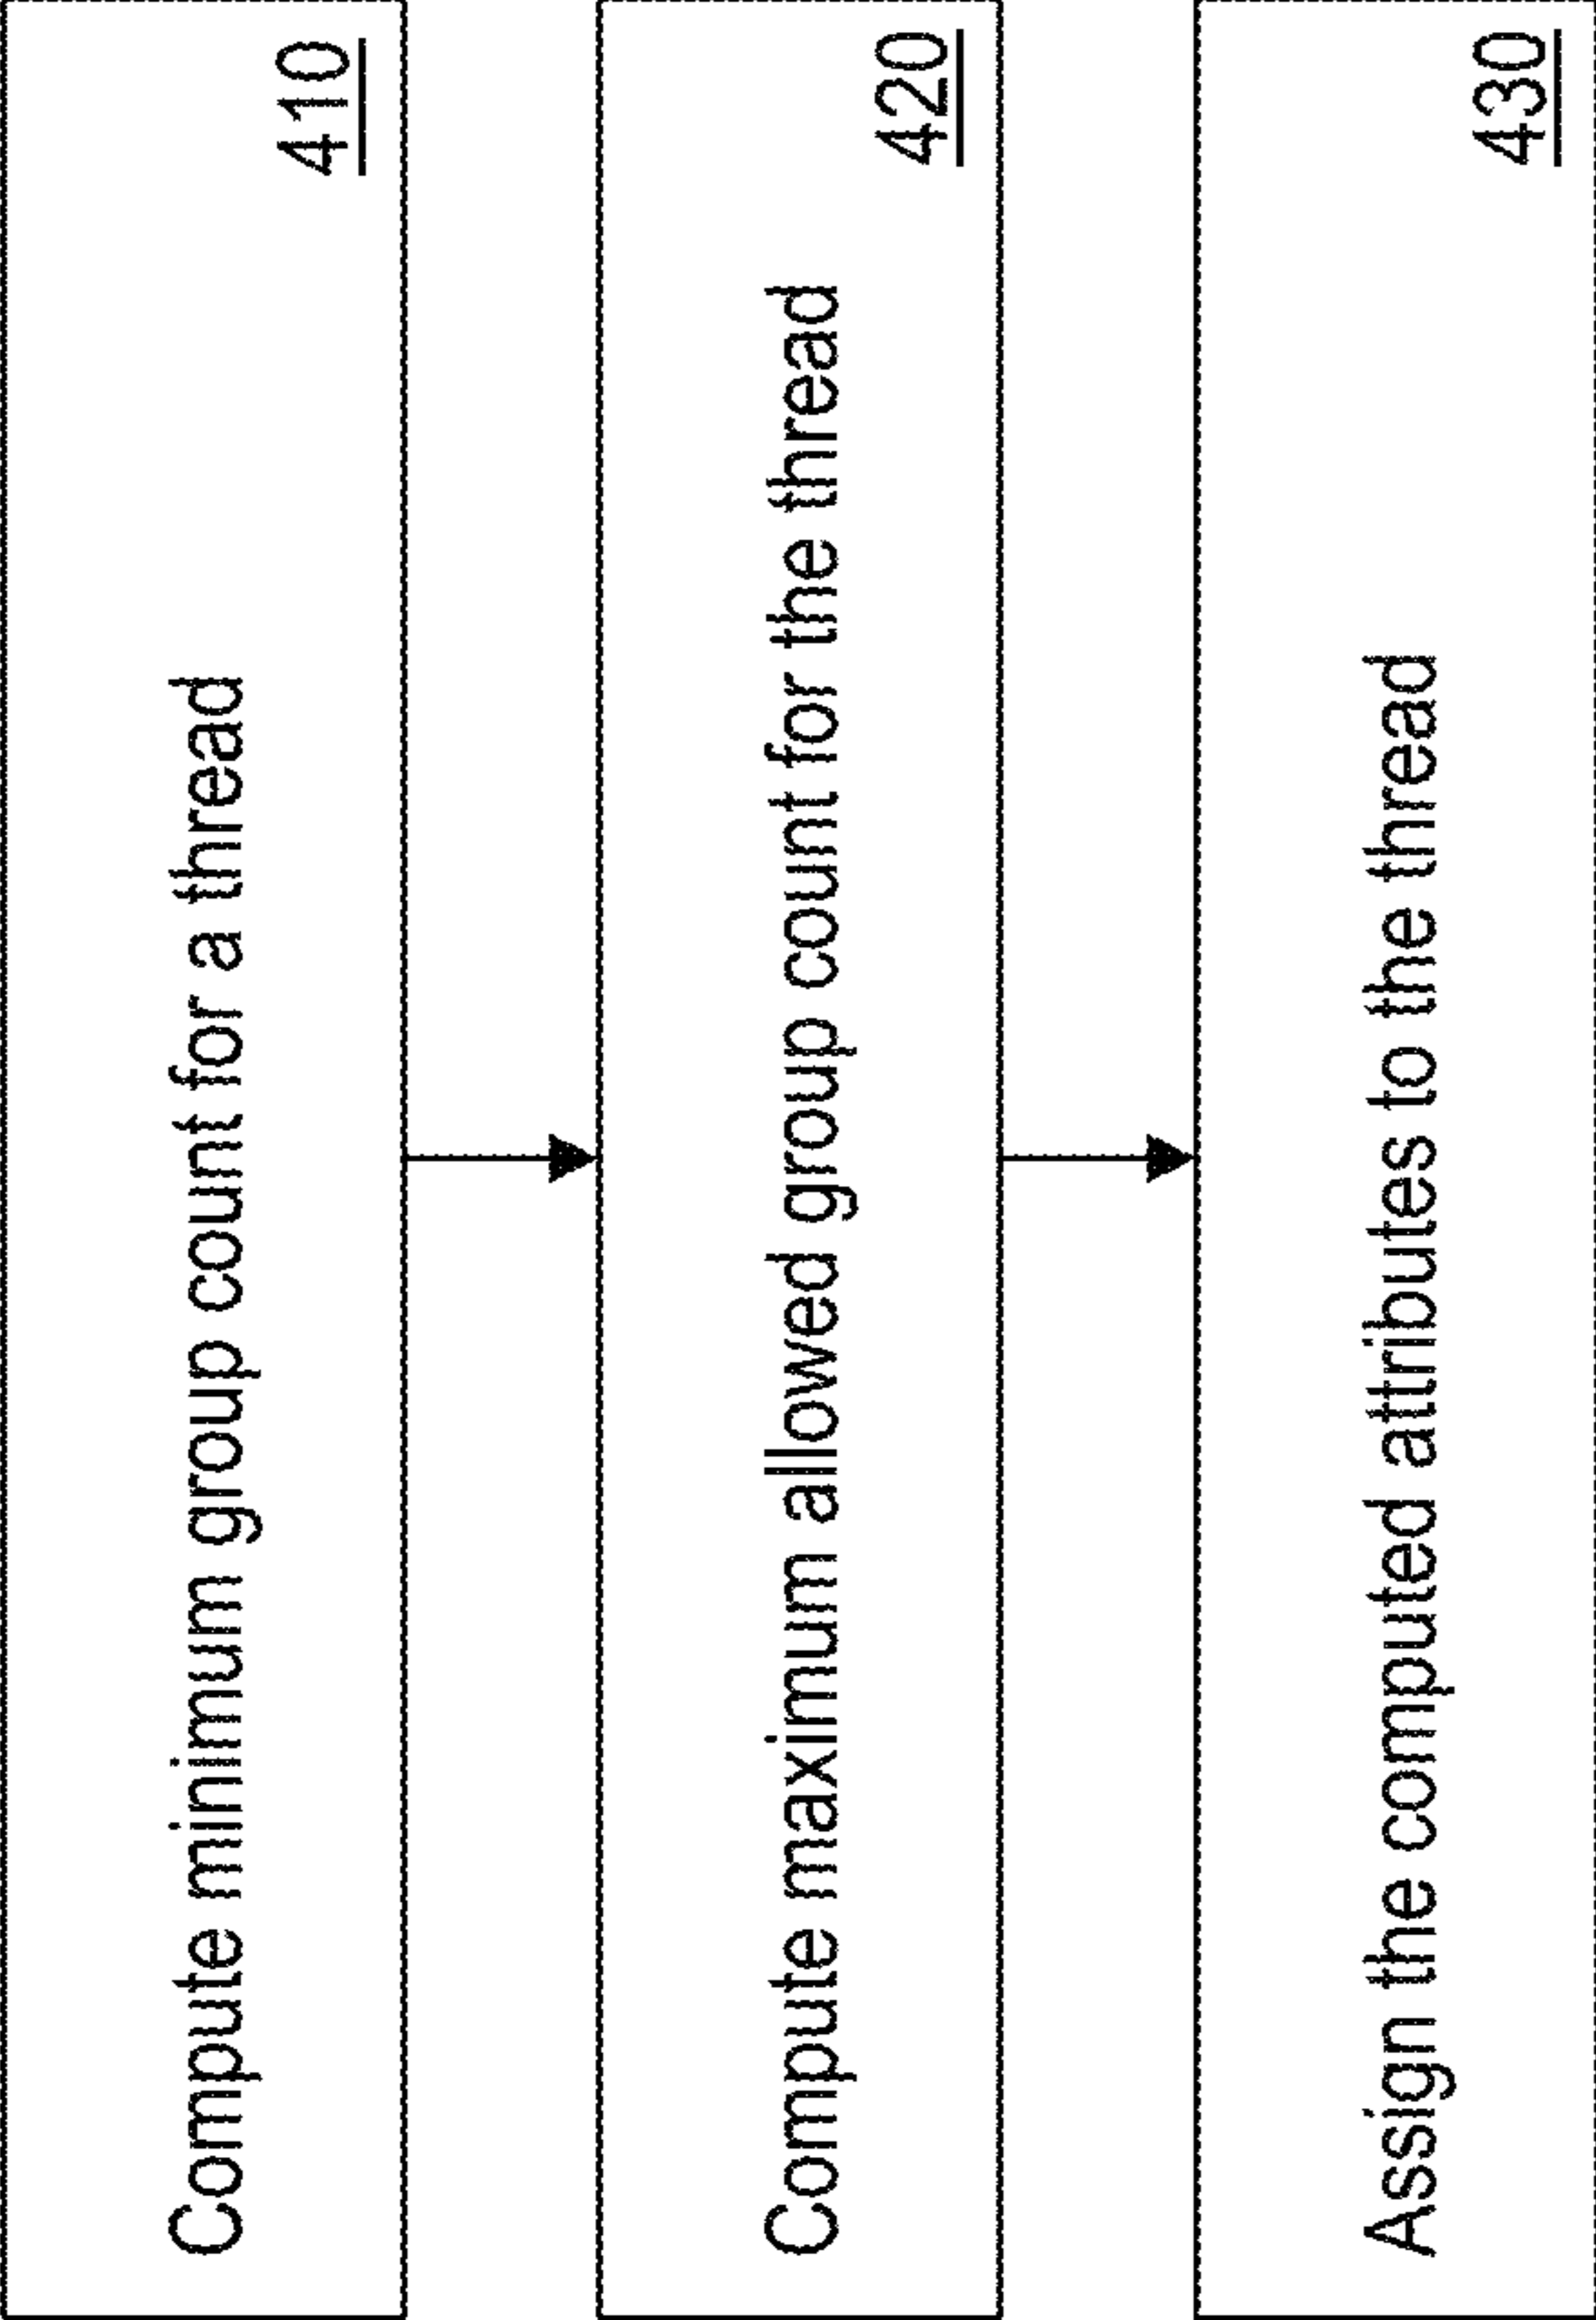 Compute minimum group count for a thread
410
Compute maximum allowed group count for the thread
420
Assign the computed attributes to the thread
430